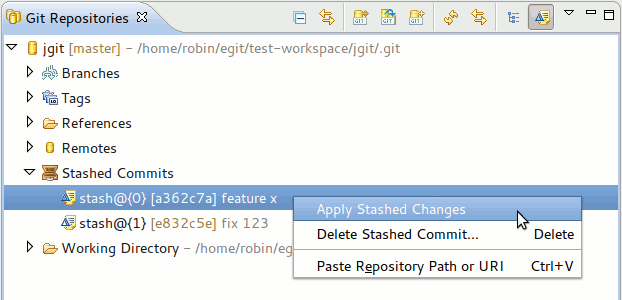 Git Repositories
jgit [master] – /home/robin/egit/test-workspace/jgit/.git
Branches
Tags
References
Remotes
Stashed Commits
stash@{0} [a362c7a] feature x
Apply Stashed Changes
stash@{1} [e832c5e] fix 123
Delete Stashed Commit... Delete
Working Directory – /home/robin/eg
Paste Repository Path or URI Ctrl+V